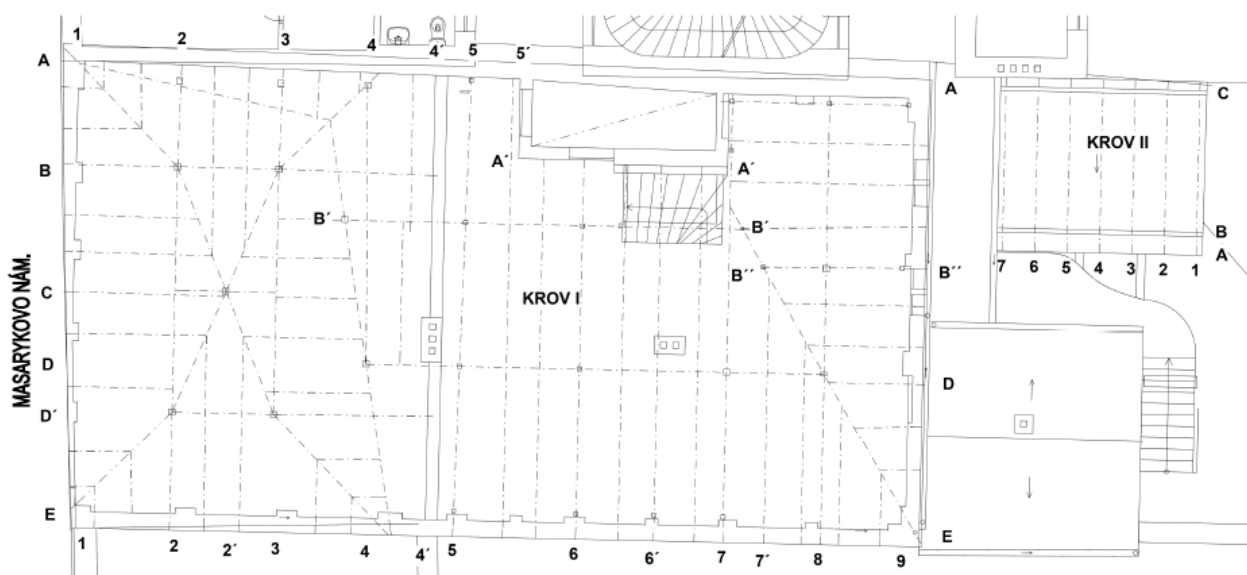 1 2 3 4 4´ 5 5´
A A C
KROV II
B A´ A´
B´ B´ B
B´´ B´´ 7 6 5 4 3 2 1 A
C KROV I
MASARYKOVO NÁM.
D D
D´
E E
1 2 2´ 3 4 4´ 5 6 6´ 7 7´ 8 9